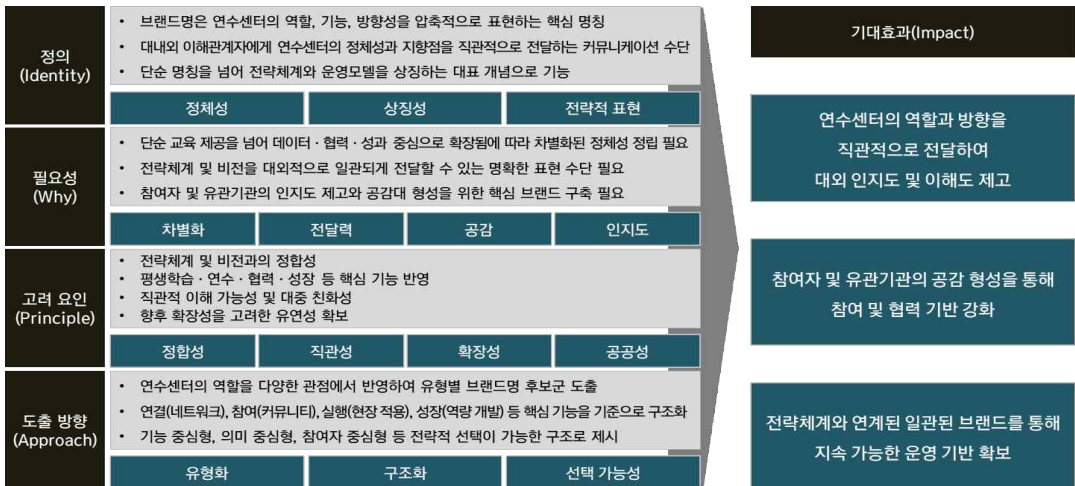 정의
(Identity)
• 브랜드명은 연수센터의 역할, 기능, 방향성을 압축적으로 표현하는 핵심 명칭
• 대내외 이해관계자에게 연수센터의 정체성과 지향점을 직관적으로 전달하는 커뮤니케이션 수단
• 단순 명칭을 넘어 전략체계와 운영모델을 상징하는 대표 개념으로 기능
정체성 상징성 전략적 표현
필요성
(Why)
• 단순 교육 제공을 넘어 데이터·협력·성과 중심으로 확장됨에 따라 차별화된 정체성 정립 필요
• 전략체계 및 비전을 대외적으로 일관되게 전달할 수 있는 명확한 표현 수단 필요
• 참여자 및 유관기관의 인지도 제고와 공감대 형성을 위한 핵심 브랜드 구축 필요
차별화 전달력 공감 인지도
고려 요인
(Principle)
• 전략체계 및 비전과의 정합성
• 평생학습·연수·협력·성장 등 핵심 기능 반영
• 직관적 이해 가능성 및 대중 친화성
• 향후 확장성을 고려한 유연성 확보
정합성 직관성 확장성 공공성
도출 방향
(Approach)
• 연수센터의 역할을 다양한 관점에서 반영하여 유형별 브랜드명 후보군 도출
• 연결(네트워크), 참여(커뮤니티), 실행(현장 적용), 성장(역량 개발) 등 핵심 기능을 기준으로 구조화
• 기능 중심형, 의미 중심형, 참여자 중심형 등 전략적 선택이 가능한 구조로 제시
유형화 구조화 선택 가능성
기대효과(Impact)
연수센터의 역할과 방향을
직관적으로 전달하여
대외 인지도 및 이해도 제고
참여자 및 유관기관의 공감 형성을 통해
참여 및 협력 기반 강화
전략체계와 연계된 일관된 브랜드를 통해
지속 가능한 운영 기반 확보